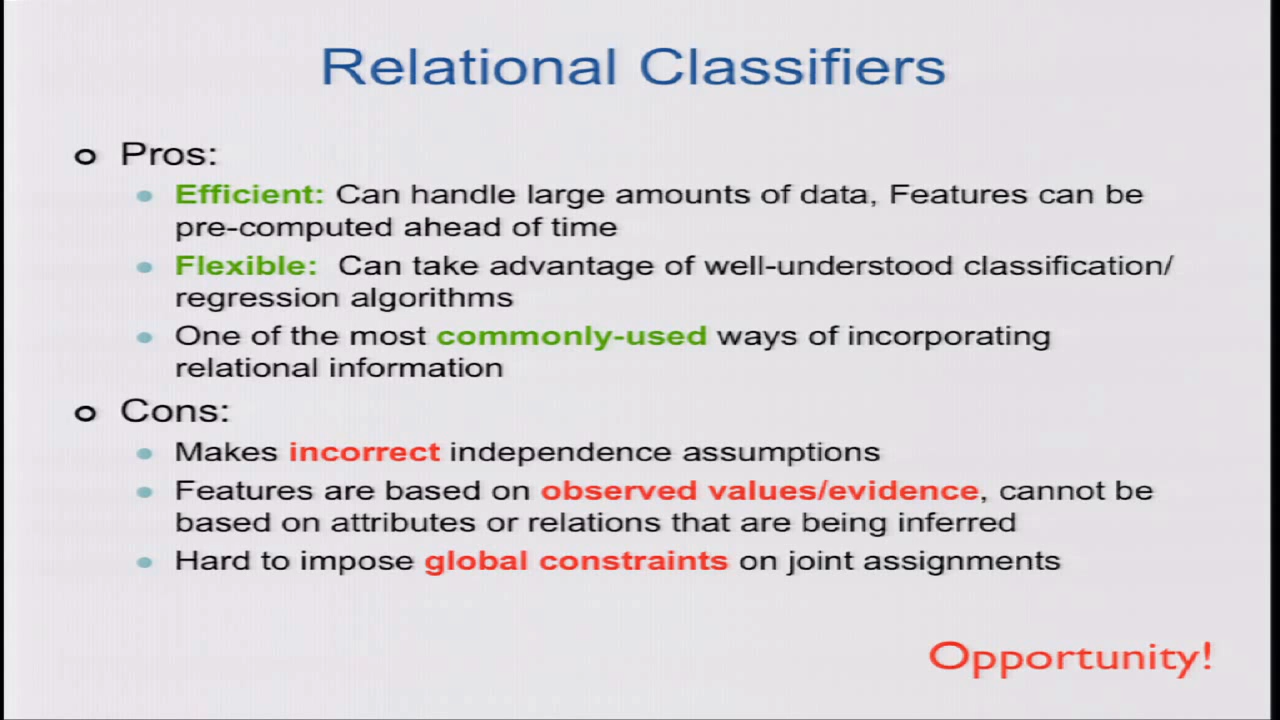 Relational Classifiers
Pros:
Efficient: Can handle large amounts of data, Features can be
pre-computed ahead of time
Flexible: Can take advantage of well-understood classification/
regression algorithms
One of the most commonly-used ways of incorporating
relational information
Cons:
Makes incorrect independence assumptions
Features are based on observed values/evidence, cannot be
based on attributes or relations that are being inferred
Hard to impose global constraints on joint assignments
Opportunity!